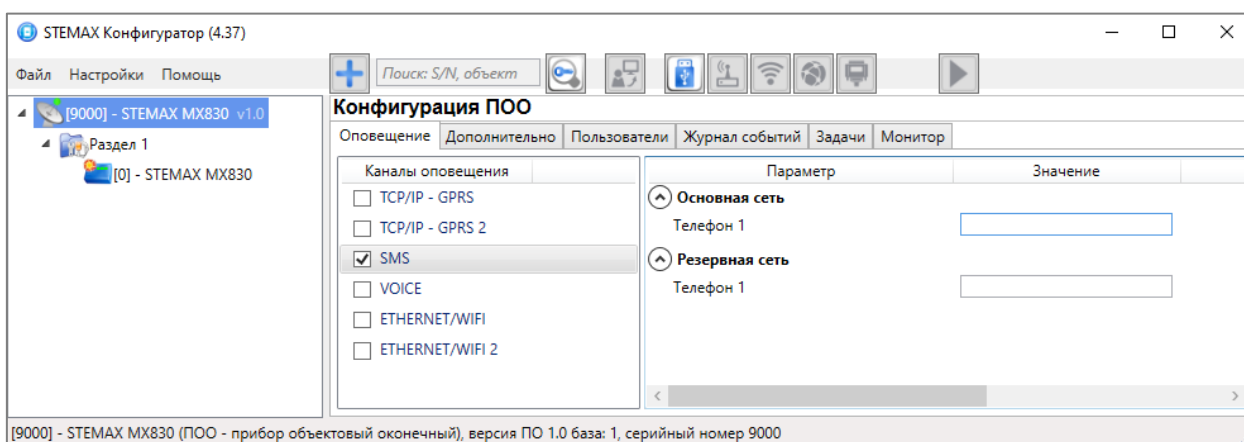 STEMAX Конфигуратор (4.37)
Файл Настройки Помощь
Поиск: S/N, объект
[9000] - STEMAX MX830 v1.0
Раздел 1
[0] - STEMAX MX830
Конфигурация ПОО
Оповещение Дополнительно Пользователи Журнал событий Задачи Монитор
Каналы оповещения
TCP/IP - GPRS
TCP/IP - GPRS 2
SMS
VOICE
ETHERNET/WIFI
ETHERNET/WIFI 2
Параметр Значение
Основная сеть
Телефон 1
Резервная сеть
Телефон 1
[9000] - STEMAX MX830 (ПОО - прибор объектовый оконечный), версия ПО 1.0 база: 1, серийный номер 9000